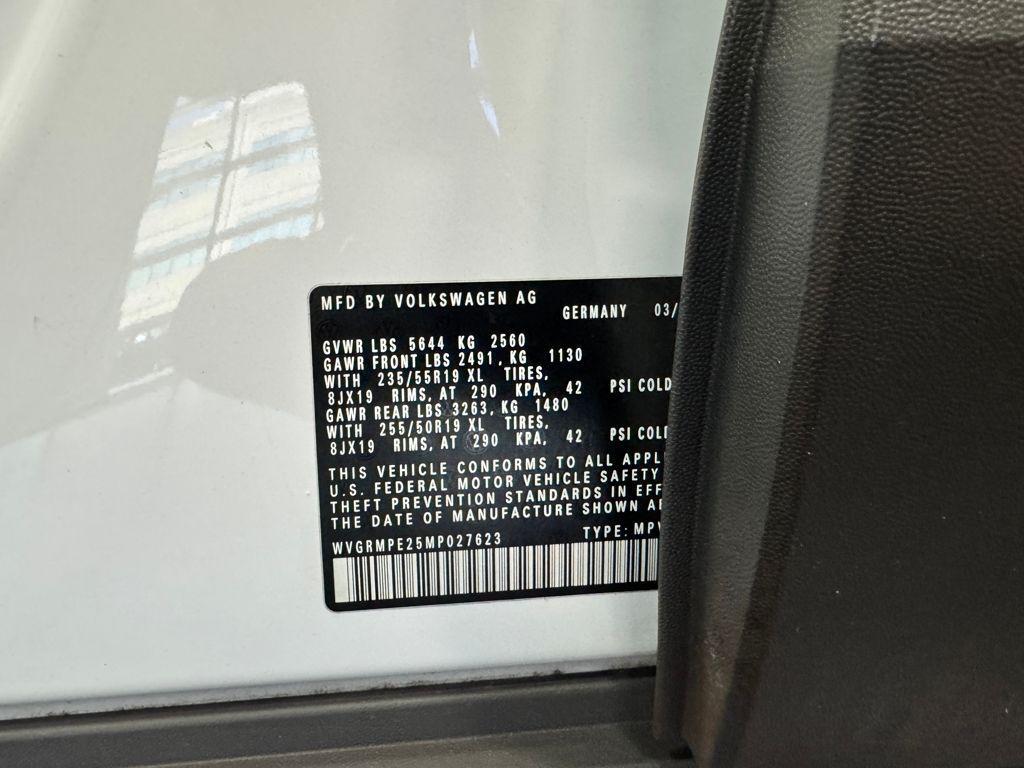 MFD BY VOLKSWAGEN AG
GERMANY 03/
GVWR LBS 5644 KG 2560
GAWR FRONT LBS 2491, KG 1130
WITH 235/55R19 XL TIRES,
8JX19 RIMS, AT 290 KPA, 42 PSI COLD
GAWR REAR LBS 3263, KG 1480
WITH 255/50R19 XL TIRES,
8JX19 RIMS, AT 290 KPA, 42 PSI COLD
THIS VEHICLE CONFORMS TO ALL
U.S. FEDERAL MOTOR VEHICLE SAFETY
THEFT PREVENTION STANDARDS IN
THE DATE OF MANUFACTURE SHOWN
WVGRMPE25MP027623 TYPE: MPV